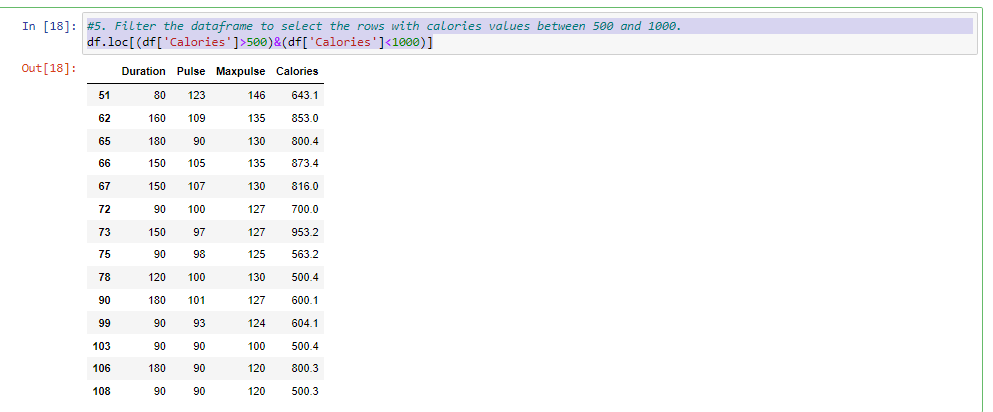 In [18]: #5. Filter the dataframe to select the rows with calories values between 500 and 1000.
df.loc[(df['Calories']>500)&(df['Calories']<1000)]
Out[18]:
Duration Pulse Maxpulse Calories
51 80 123 146 643.1
62 160 109 135 853.0
65 180 90 130 800.4
66 150 105 135 873.4
67 150 107 130 816.0
72 90 100 127 700.0
73 150 97 127 953.2
75 90 98 125 563.2
78 120 100 130 500.4
90 180 101 127 600.1
99 90 93 124 604.1
103 90 90 100 500.4
106 180 90 120 800.3
108 90 90 120 500.3